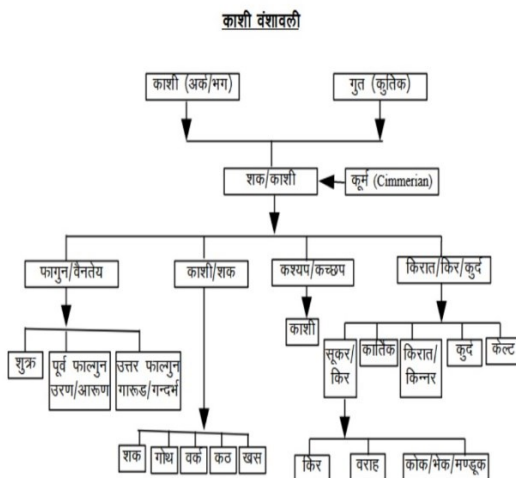 काशी वंशावली
काशी (अर्क/भग)
गुत (कुतिक)
शक/काशी
कूर्म (Cimmerian)
फागुन/वैनतेय
काशी/शक
कश्यप/कच्छप
किरात/किर/कुर्द
काशी
शुक्र
पूर्व फाल्गुन
उरण/आरूण
उत्तर फाल्गुन
गारूड/गन्दर्भ
सूकर/
किर
कार्तिक
किरात/
किन्नर
कुर्द
केल्ट
शक
गोथ
वर्क
कठ
खस
किर
वराह
कोक/भेक/मण्डूक